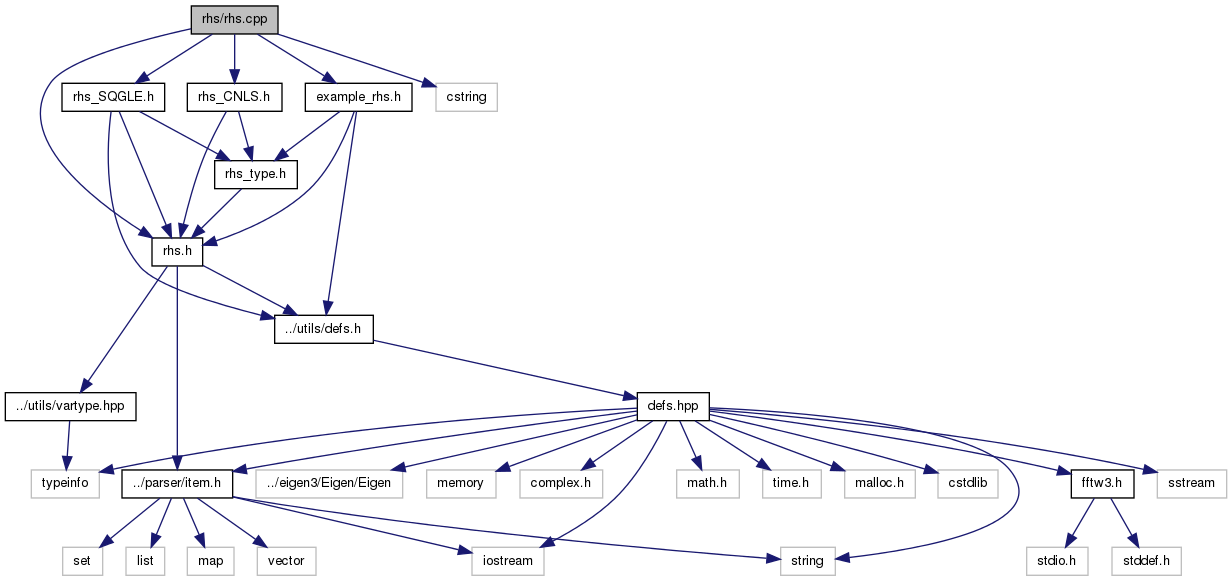 rhs/rhs.cpp
rhs_SQGLE.h
rhs_CNLS.h
example_rhs.h
cstring
rhs_type.h
rhs.h
../utils/defs.h
../utils/vartype.hpp
defs.hpp
typeinfo
../parser/item.h
../eigen3/Eigen/Eigen
memory
complex.h
math.h
time.h
malloc.h
cstdlib
fftw3.h
sstream
set
list
map
vector
iostream
string
stdio.h
stddef.h